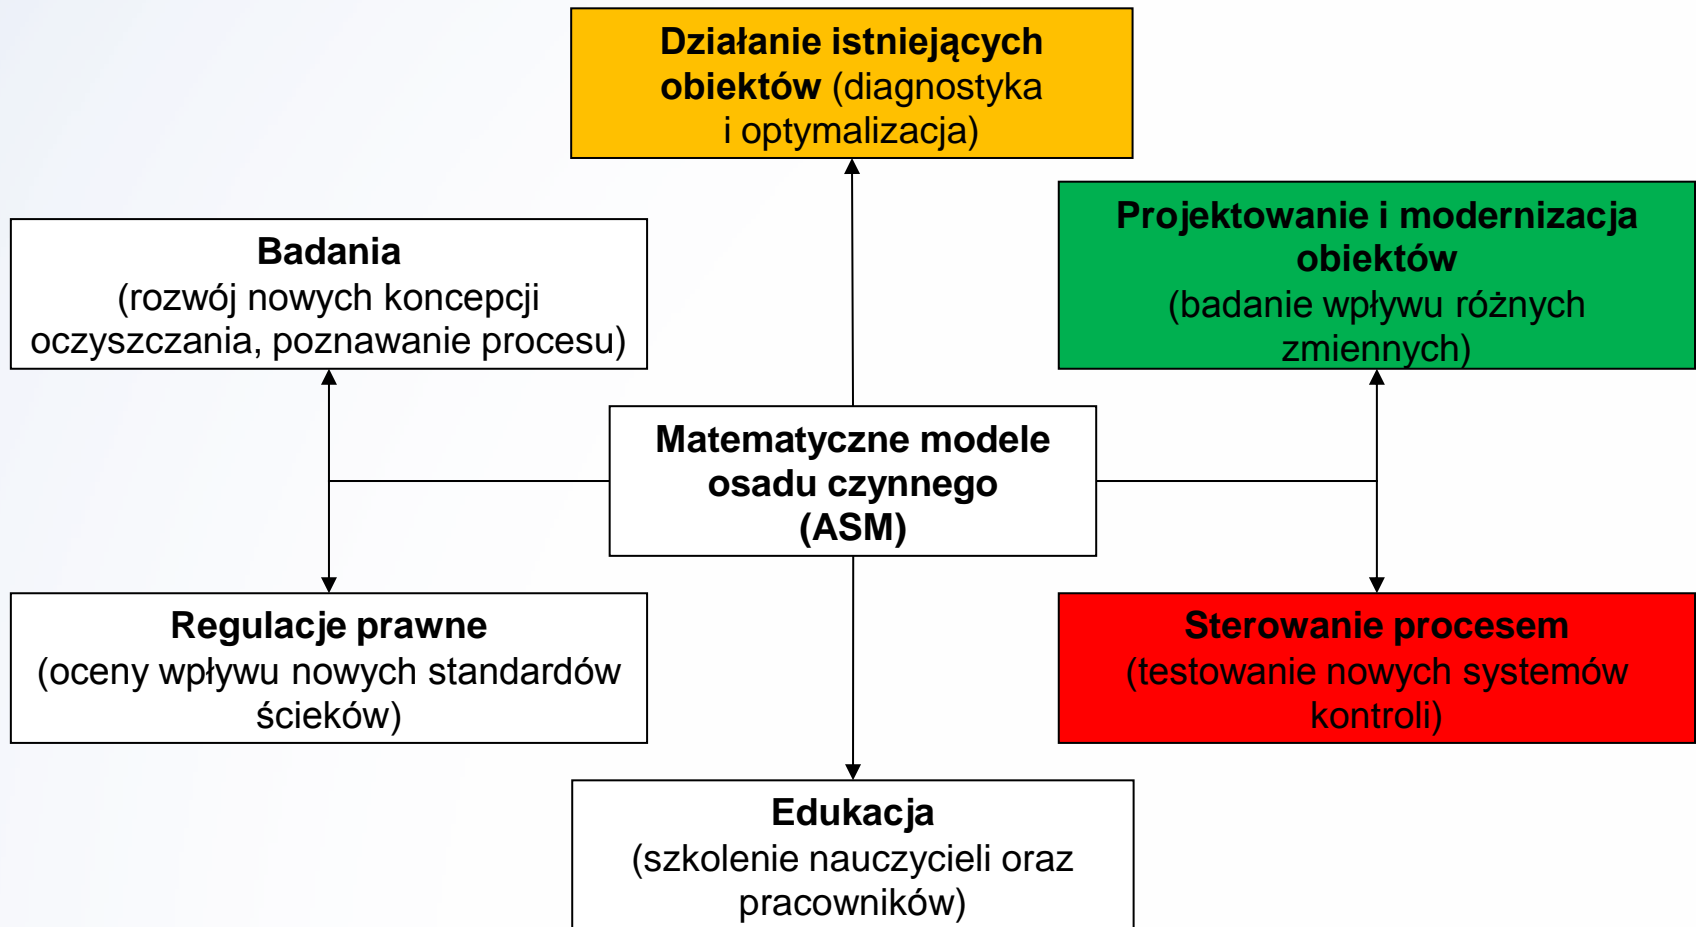 Działanie istniejących
obiektów (diagnostyka
i optymalizacja)
Projektowanie i modernizacja
obiektów
(badanie wpływu różnych
zmiennych)
Badania
(rozwój nowych koncepcji
oczyszczania, poznawanie procesu)
Matematyczne modele
osadu czynnego
(ASM)
Regulacje prawne
(oceny wpływu nowych standardów
ścieków)
Sterowanie procesem
(testowanie nowych systemów
kontroli)
Edukacja
(szkolenie nauczycieli oraz
pracowników)